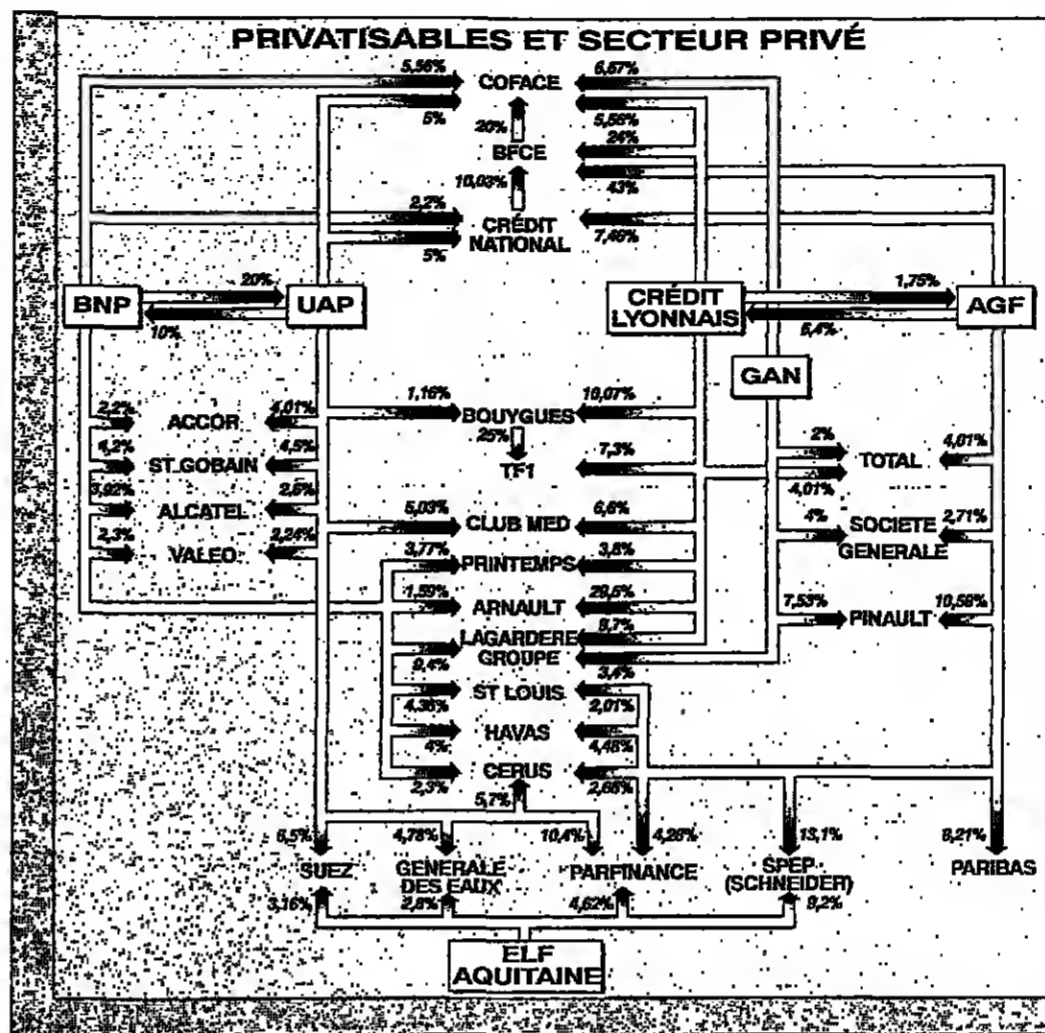 PRIVATISABLES ET SECTEUR PRIVÉ
5,56% 6,67%
COFACE
5% 20% 5,56%
24%
BFCE
10,03% 43%
2,2%
CRÉDIT
NATIONAL
5% 7,46%
BNP 20% UAP
10%
CRÉDIT
LYONNAIS
1,75%
AGF
5,4%
GAN
2,2% ACCOR 4,01%
4,2% ST GOBAIN 4,5%
3,92% ALCATEL 2,6%
2,3% VALEO 2,24%
1,16% BOUYGUES 10,07%
25%
TF1 7,3%
5,03% CLUB MED 6,6%
3,77% PRINTEMPS 3,8%
1,59% ARNAULT
LAGARDERE
GROUPE
9,7%
9,4% 3,4%
ST LOUIS
4,36% 2,01%
HAVAS
4% 4,48%
CERUS
2,3% 5,7% 2,66%
2% TOTAL 4,01%
4,01%
4% SOCIETE
GENERALE
2,71%
7,53% PINAULT 10,58%
6,5% 4,78% 10,4% 4,26% 13,1% 8,21%
SUEZ GENERALE
DES EAUX
PARFINANCE SPEP
(SCHNEIDER)
PARIBAS
3,16% 2,8% 4,62% 9,2%
ELF
AQUITAINE